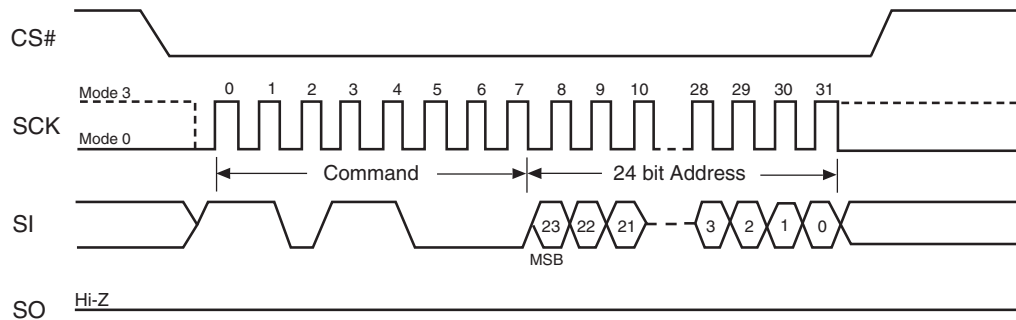 CS#
Mode 3
0 1 2 3 4 5 6 7 8 9 10 28 29 30 31
SCK
Mode 0
Command 24 bit Address
SI
23 22 21 3 2 1 0
MSB
Hi-Z
SO